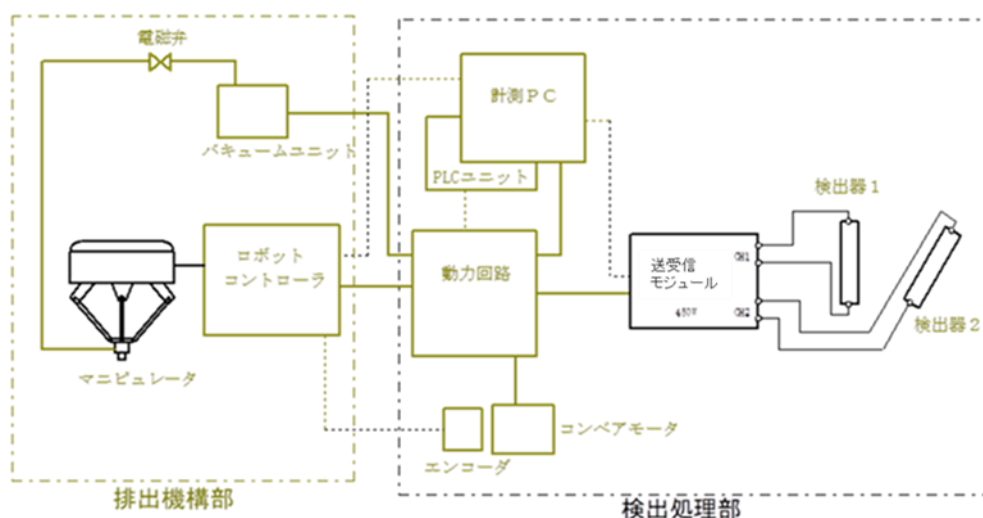 電磁弁
バキュームユニット
ロボット
コントローラ
マニピュレータ
排出機構部
計測PC
PLCユニット
動力回路
エンコーダ
コンベアモータ
送受信
モジュール
CH1
CH2
検出器1
検出器2
検出処理部